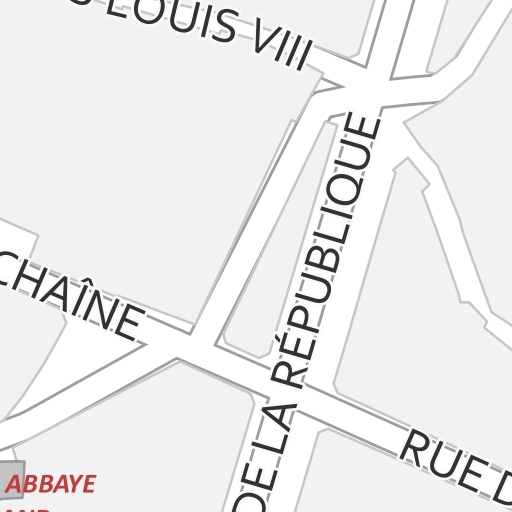 LOUIS VIII
CHAÎNE
DE LA RÉPUBLIQUE
RUE D
ABBAYE